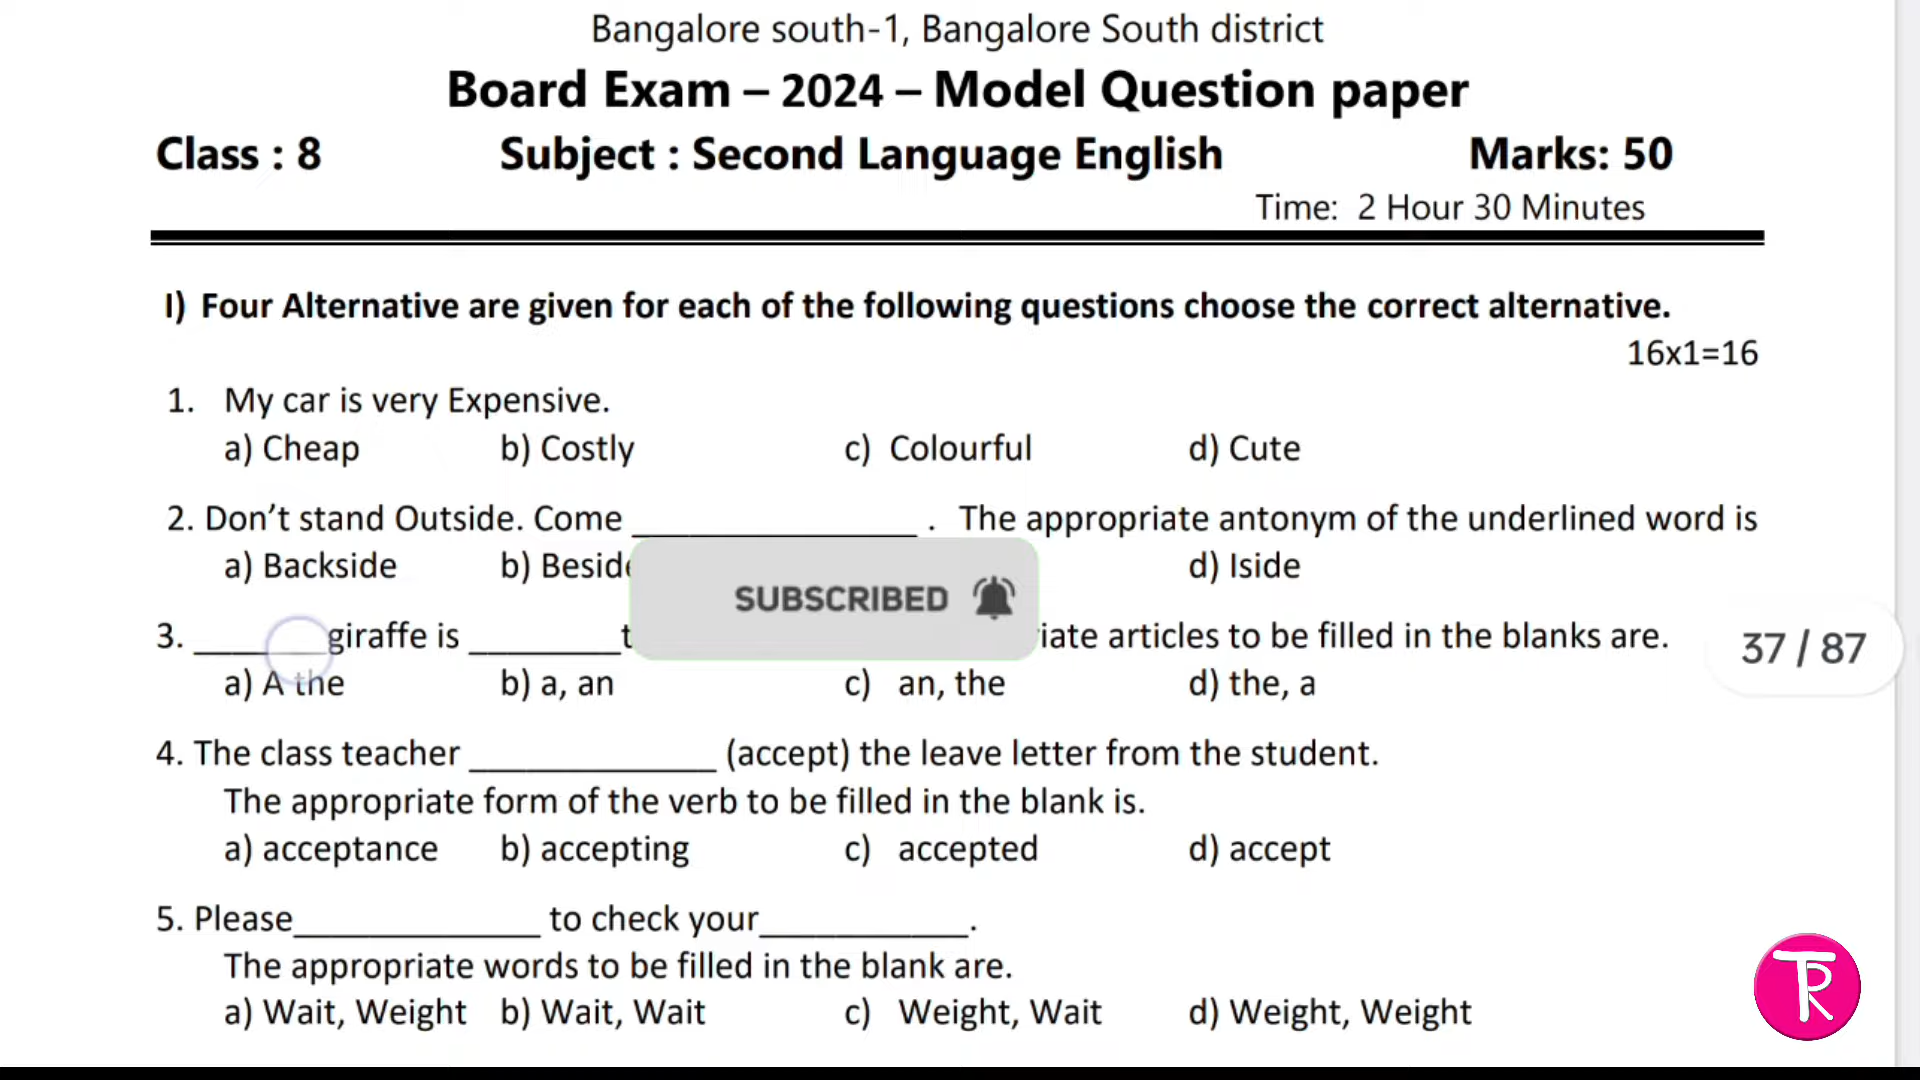 Bangalore south-1, Bangalore South district
Board Exam – 2024 – Model Question paper
Class : 8 Subject : Second Language English Marks: 50
Time: 2 Hour 30 Minutes
I) Four Alternative are given for each of the following questions choose the correct alternative.
16x1=16
1. My car is very Expensive.
a) Cheap b) Costly c) Colourful d) Cute
2. Don’t stand Outside. Come _______________ . The appropriate antonym of the underlined word is
a) Backside b) d) Iside
SUBSCRIBED
3. _______giraffe is ________ articles to be filled in the blanks are.
37 / 87
a) A the b) a, an c) an, the d) the, a
4. The class teacher _____________ (accept) the leave letter from the student.
The appropriate form of the verb to be filled in the blank is.
a) acceptance b) accepting c) accepted d) accept
5. Please_____________ to check your___________.
The appropriate words to be filled in the blank are.
a) Wait, Weight b) Wait, Wait c) Weight, Wait d) Weight, Weight
TR